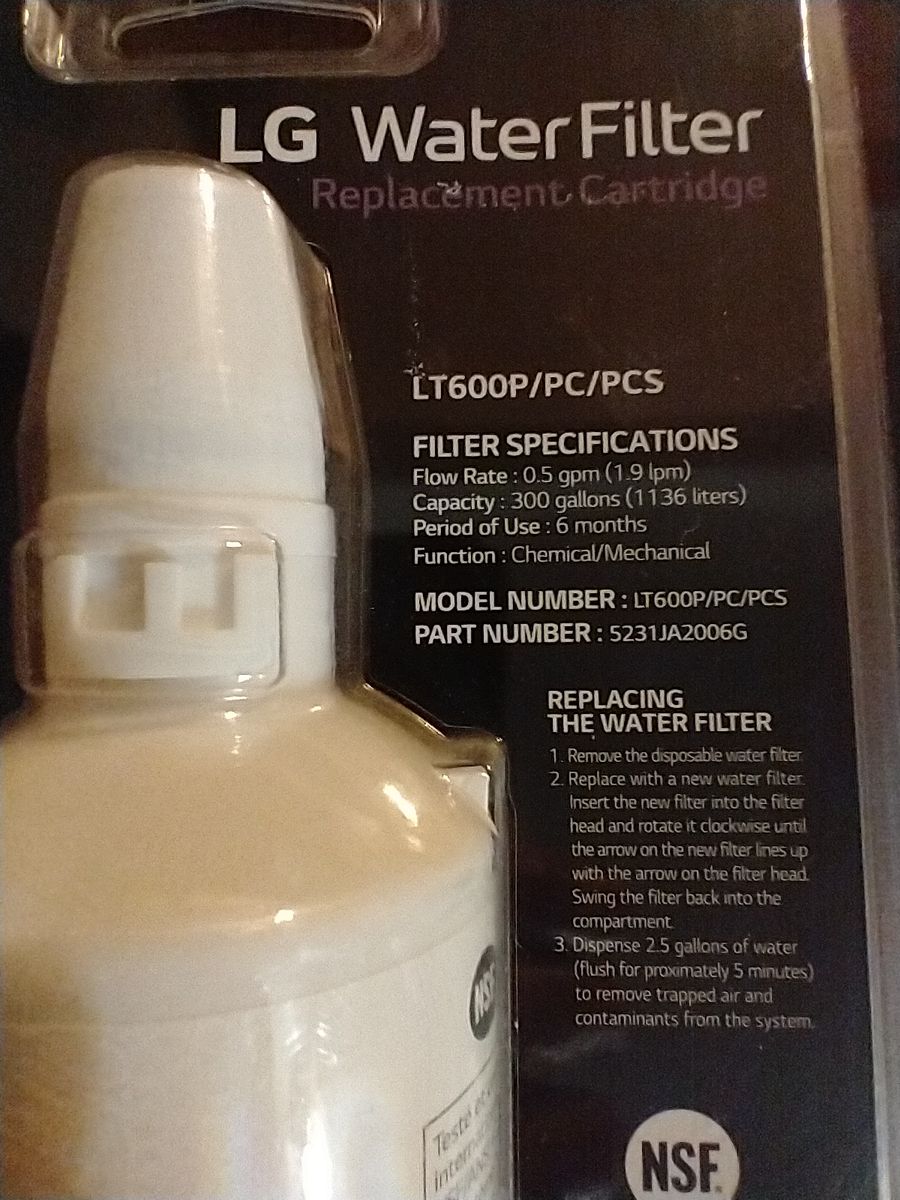 LG Water Filter
Replacement Cartridge
LT600P/PC/PCS
FILTER SPECIFICATIONS
Flow Rate : 0.5 gpm (1.9 lpm)
Capacity : 300 gallons (1136 liters)
Period of Use : 6 months
Function : Chemical/Mechanical
MODEL NUMBER : LT600P/PC/PCS
PART NUMBER : 5231JA2006G
REPLACING
THE WATER FILTER
1. Remove the disposable water filter.
2. Replace with a new water filter.
Insert the new filter into the filter
head and rotate it clockwise until
the arrow on the new filter lines up
with the arrow on the filter head.
Swing the filter back into the
compartment.
3. Dispense 2.5 gallons of water
(flush for proximately 5 minutes)
to remove trapped air and
contaminants from the system.
NSF
NSF.